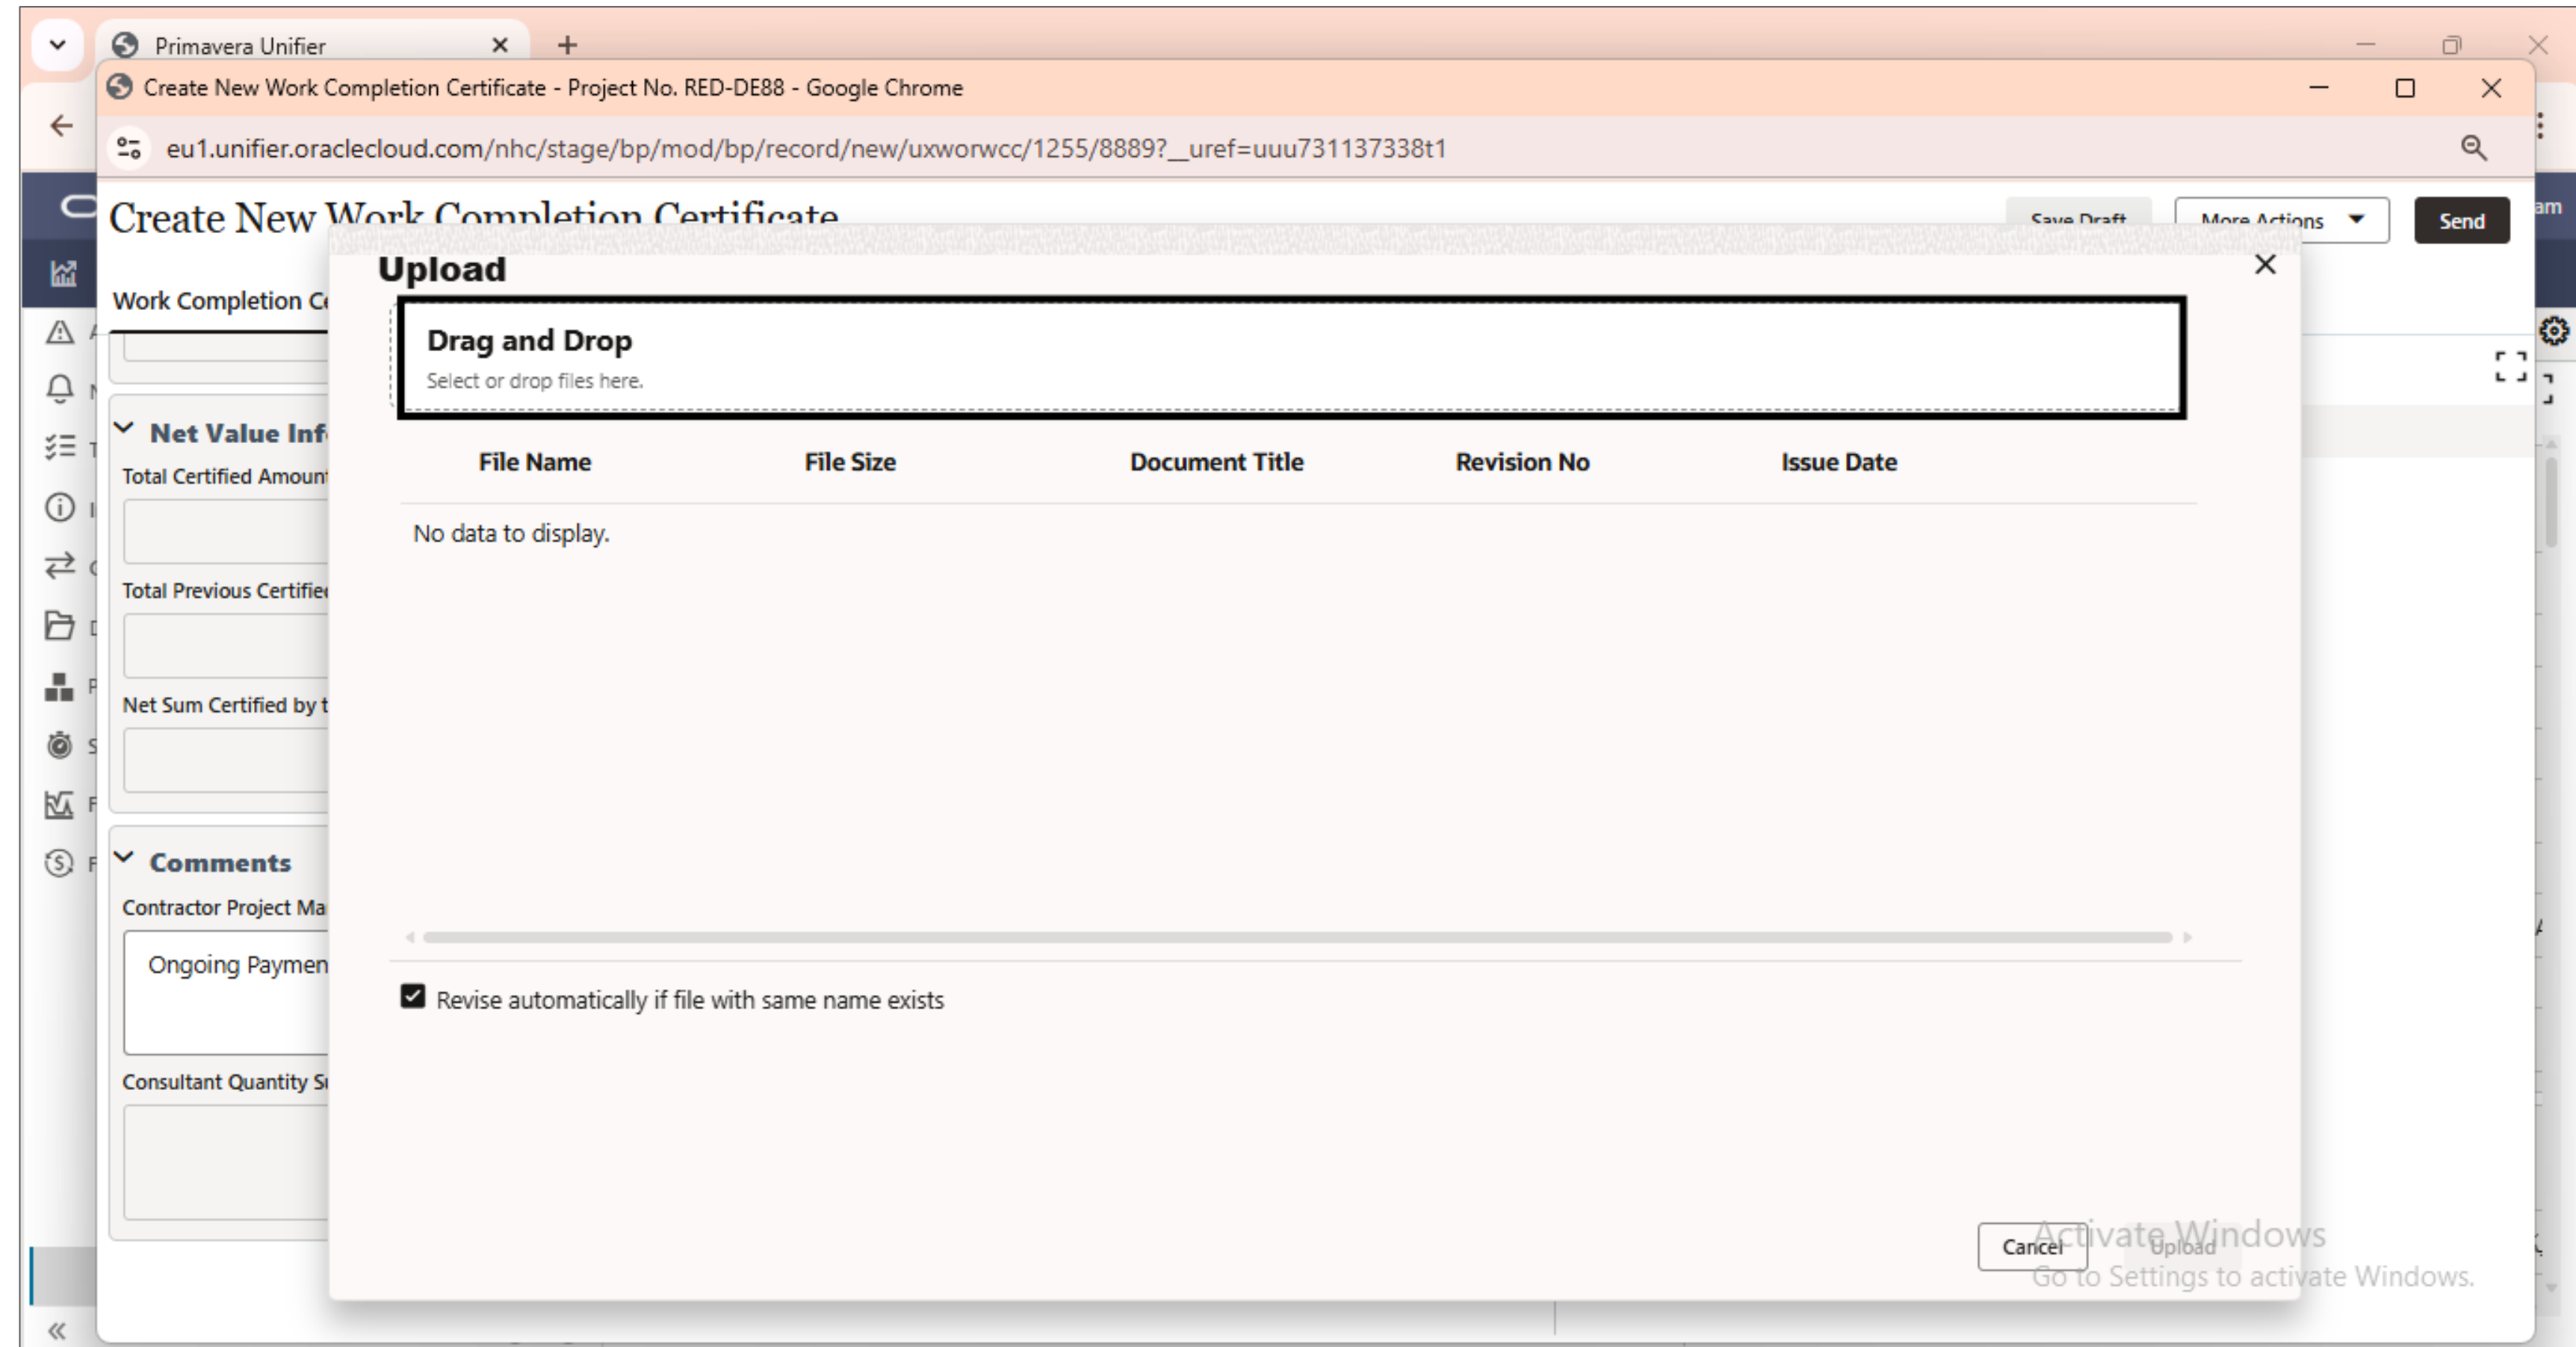 Primavera Unifier
Create New Work Completion Certificate - Project No. RED-DE88 - Google Chrome
eu1.unifier.oraclecloud.com/nhc/stage/bp/mod/bp/record/new/uxworwcc/1255/8889?__uref=uuu731137338t1
Create New Work Completion Certificate
Save Draft
More Actions
Send
am
Upload
Work Completion Ce
Drag and Drop
Select or drop files here.
Net Value Inf
File Name File Size Document Title Revision No Issue Date
Total Certified Amount
No data to display.
Total Previous Certified
Net Sum Certified by t
Comments
Contractor Project Ma
Ongoing Paymen
Revise automatically if file with same name exists
Consultant Quantity Su
Cancel
Upload
Activate Windows
Go to Settings to activate Windows.